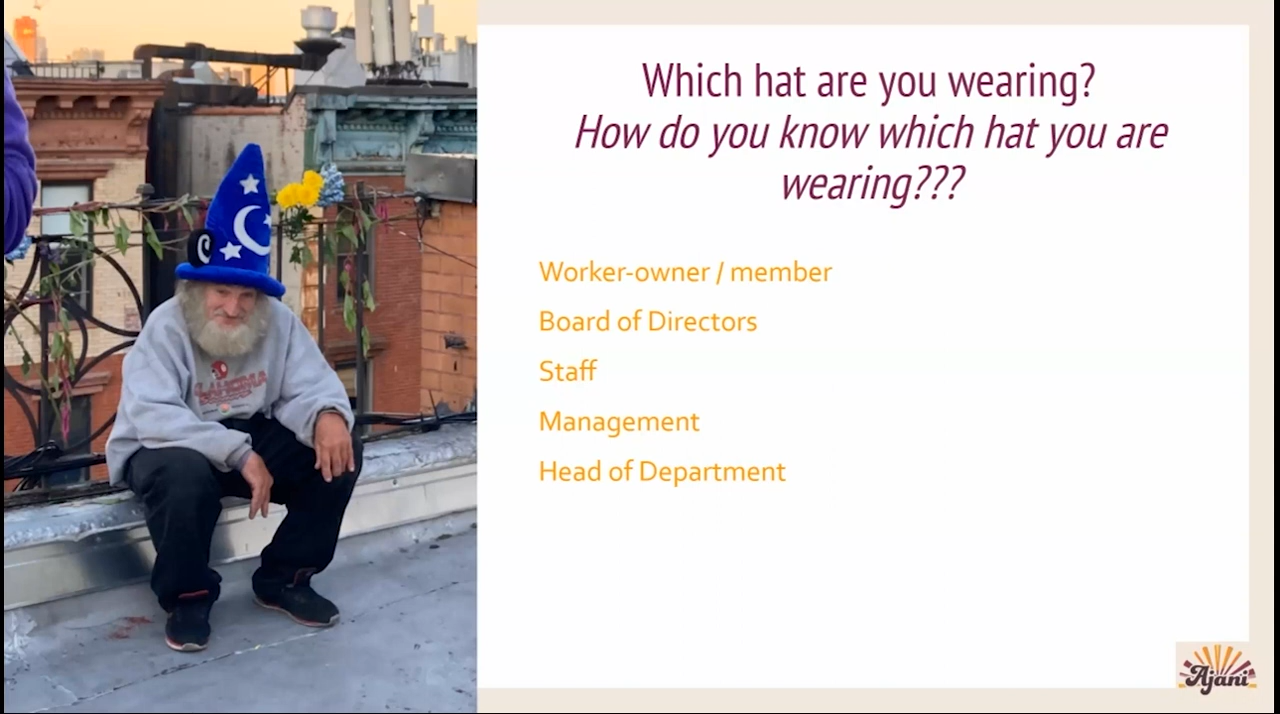 Which hat are you wearing?
How do you know which hat you are
wearing???
Worker-owner / member
Board of Directors
Staff
Management
Head of Department
Ajani